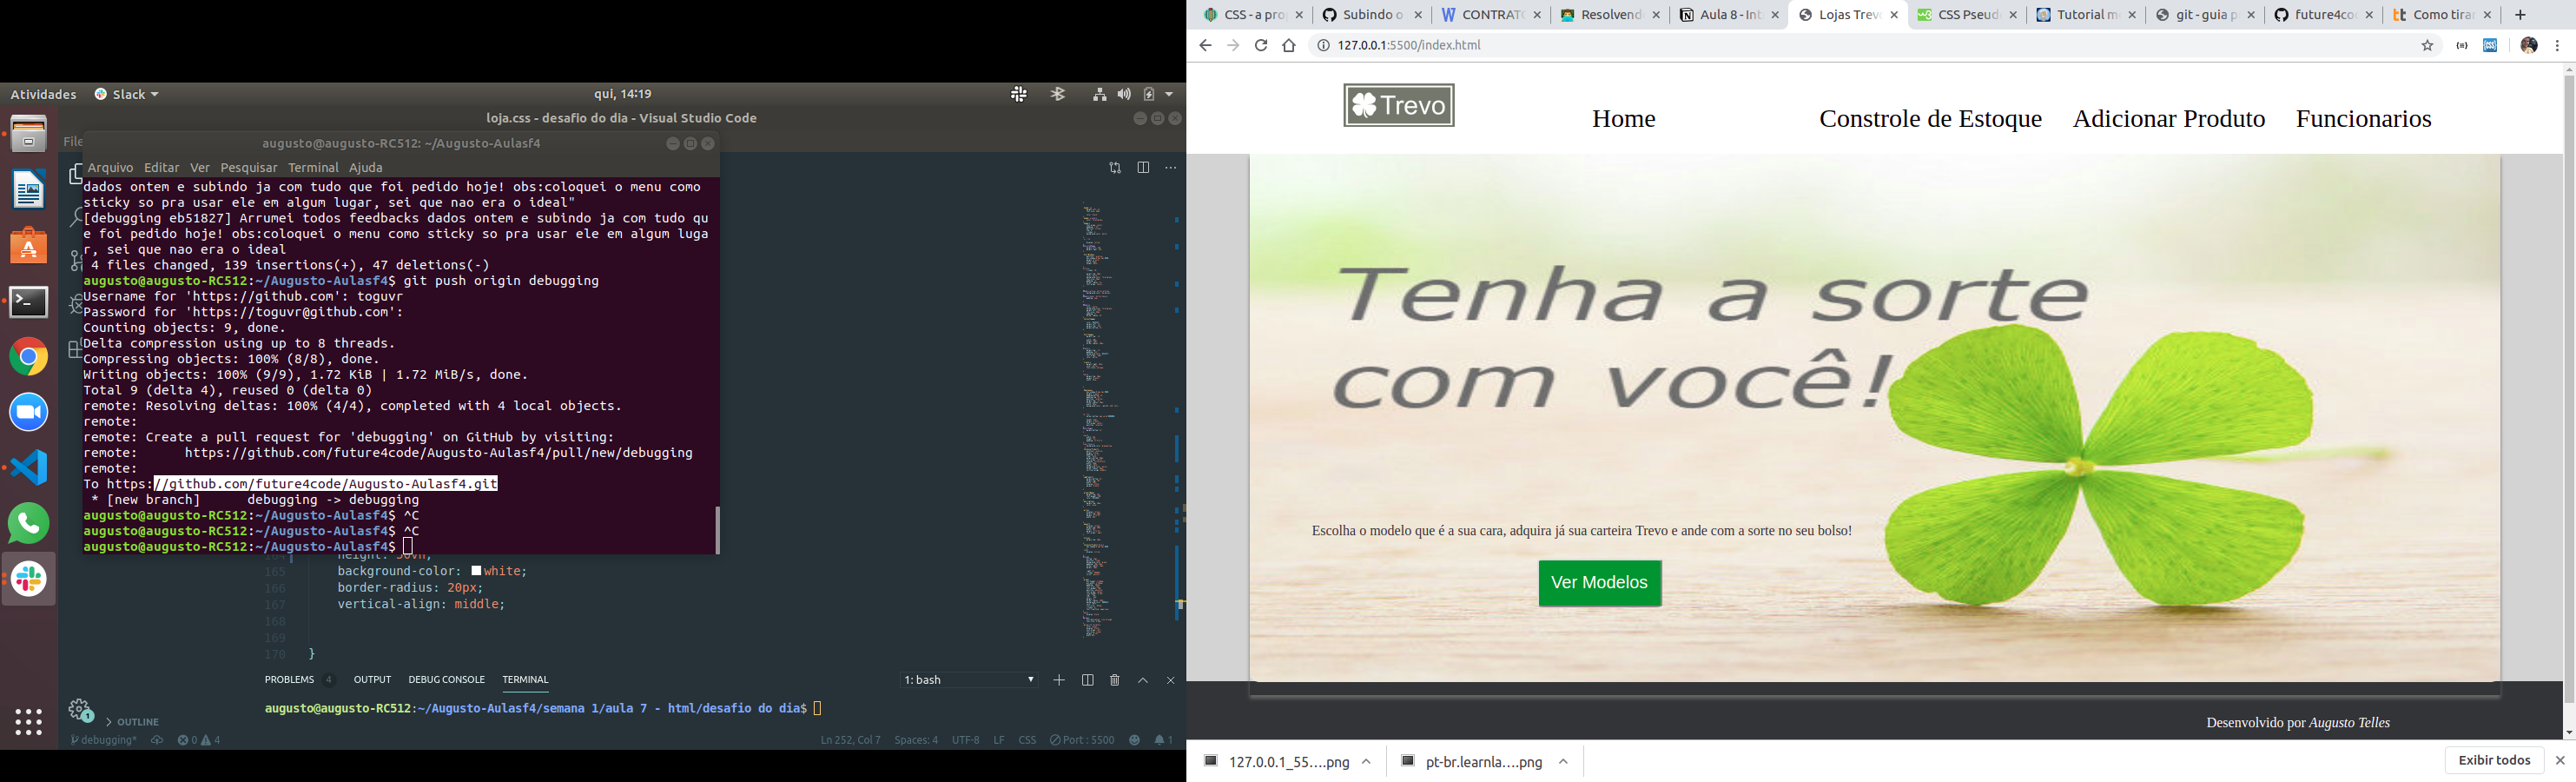 Atividades
Slack
qui, 14:19
loja.css - desafio do dia - Visual Studio Code
File
augusto@augusto-RC512: ~/Augusto-Aulasf4
Arquivo Editar Ver Pesquisar Terminal Ajuda
dados ontem e subindo ja com tudo que foi pedido hoje! obs:coloquei o menu como
sticky so pra usar ele em algum lugar, sei que nao era o ideal"
[debugging eb51827] Arrumei todos feedbacks dados ontem e subindo ja com tudo qu
e foi pedido hoje! obs:coloquei o menu como sticky so pra usar ele em algum luga
r, sei que nao era o ideal
4 files changed, 139 insertions(+), 47 deletions(-)
augusto@augusto-RC512:~/Augusto-Aulasf4$ git push origin debugging
Username for 'https://github.com': toguvr
Password for 'https://toguvr@github.com':
Counting objects: 9, done.
Delta compression using up to 8 threads.
Compressing objects: 100% (8/8), done.
Writing objects: 100% (9/9), 1.72 KiB | 1.72 MiB/s, done.
Total 9 (delta 4), reused 0 (delta 0)
remote: Resolving deltas: 100% (4/4), completed with 4 local objects.
remote:
remote: Create a pull request for 'debugging' on GitHub by visiting:
remote: https://github.com/future4code/Augusto-Aulasf4/pull/new/debugging
remote:
To https://github.com/future4code/Augusto-Aulasf4.git
* [new branch] debugging -> debugging
augusto@augusto-RC512:~/Augusto-Aulasf4$ ^C
augusto@augusto-RC512:~/Augusto-Aulasf4$ ^C
augusto@augusto-RC512:~/Augusto-Aulasf4$
165 background-color: white;
166 border-radius: 20px;
167 vertical-align: middle;
168
169
170 }
PROBLEMS 4 OUTPUT DEBUG CONSOLE TERMINAL
1: bash
augusto@augusto-RC512:~/Augusto-Aulasf4/semana 1/aula 7 - html/desafio do dia$
1
OUTLINE
debugging* 0 4
Ln 252, Col 7 Spaces: 4 UTF-8 LF CSS Port : 5500 1
CSS - a pro
Subindo o
CONTRATO
Resolvend
Aula 8 - Int
Lojas Trev
CSS Pseud
Tutorial m
git - guia p
future4co
Como tirar
127.0.0.1:5500/index.html
Trevo
Home
Constrole de Estoque
Adicionar Produto
Funcionarios
Tenha a sorte
com você!
Escolha o modelo que é a sua cara, adquira já sua carteira Trevo e ande com a sorte no seu bolso!
Ver Modelos
Desenvolvido por Augusto Telles
127.0.0.1_55....png
pt-br.learnla....png
Exibir todos